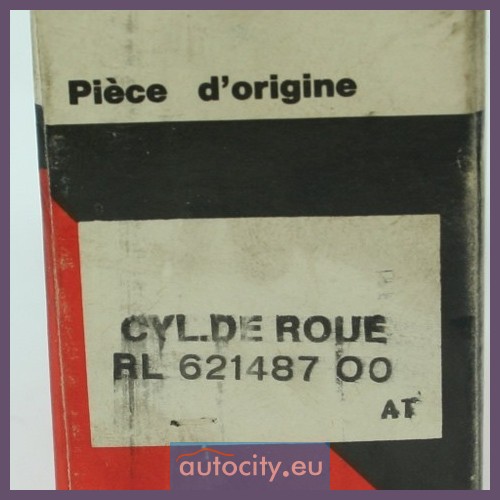 Pièce d'origine
CYL.DE ROUE
RL 621487 00
AT
autocity.eu